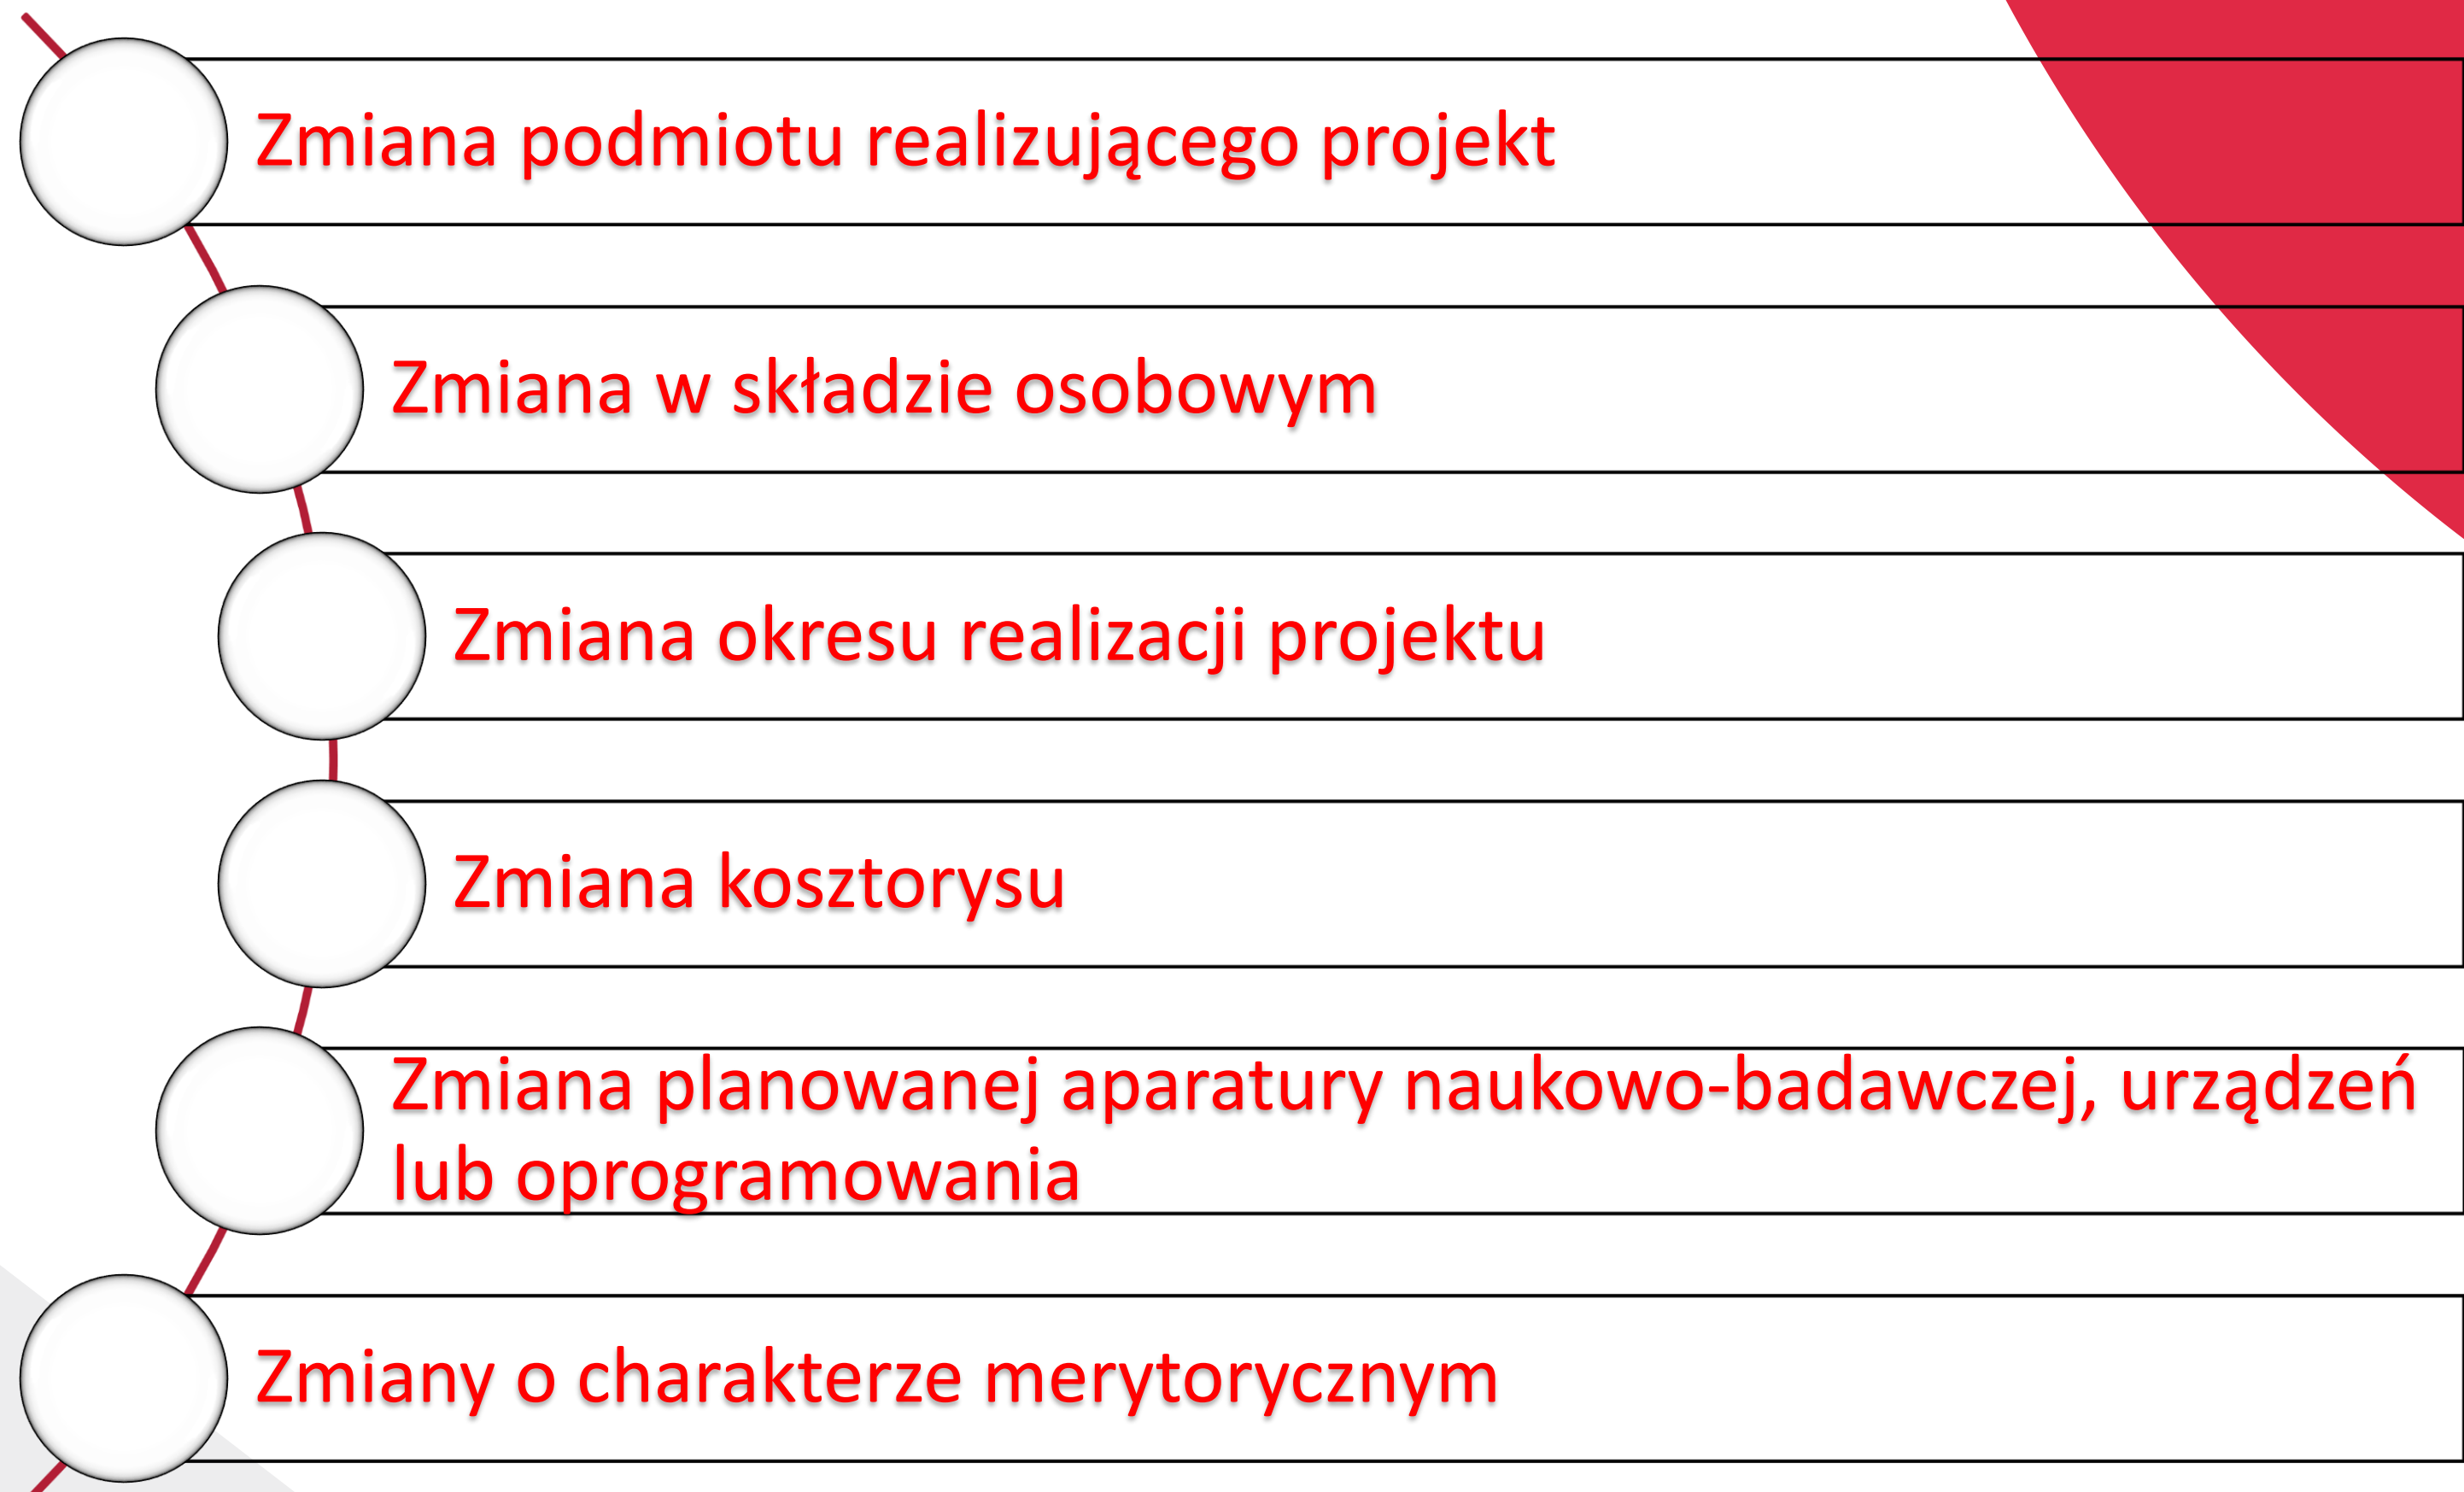 Zmiana podmiotu realizującego projekt
Zmiana w składzie osobowym
Zmiana okresu realizacji projektu
Zmiana kosztorysu
Zmiana planowanej aparatury naukowo-badawczej, urządzeń
lub oprogramowania
Zmiany o charakterze merytorycznym